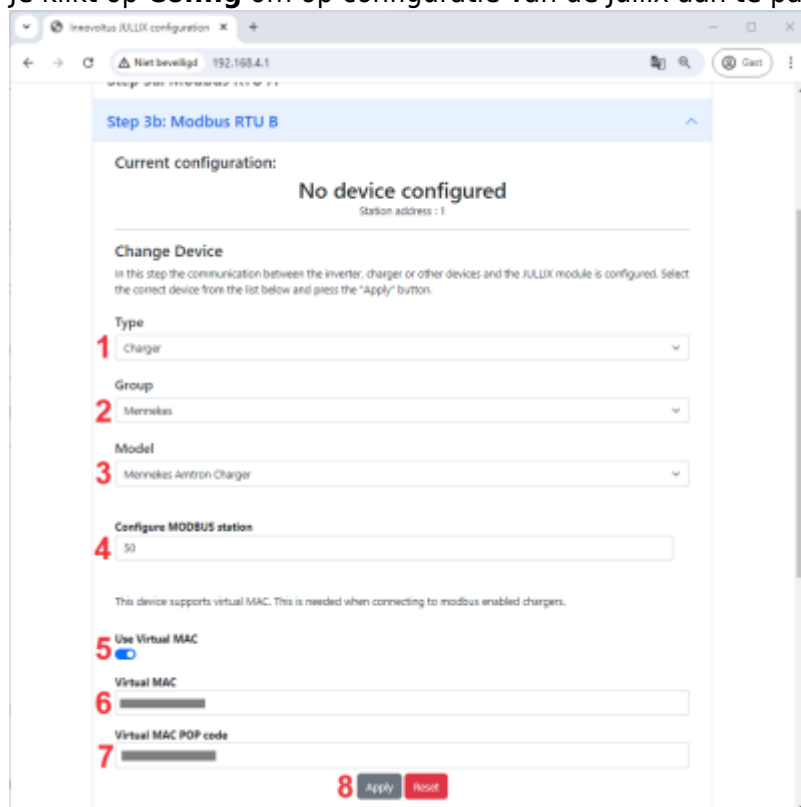 je klikt op Config om op configuratie van de jullix aan te pa
Innovoltus JULLIX configuration
Niet beveiligd 192.168.4.1
Gast
Step 3a: Modbus RTU A
Step 3b: Modbus RTU B
Current configuration:
No device configured
Station address : 1
Change Device
In this step the communication between the inverter, charger or other devices and the JULLIX module is configured. Select
the correct device from the list below and press the "Apply" button.
Type
1 Charger
Group
2 Mennekes
Model
3 Mennekes Amtron Charger
Configure MODBUS station
4 50
This device supports virtual MAC. This is needed when connecting to modbus enabled chargers.
5 Use Virtual MAC
Virtual MAC
6
Virtual MAC POP code
7
8 Apply Reset